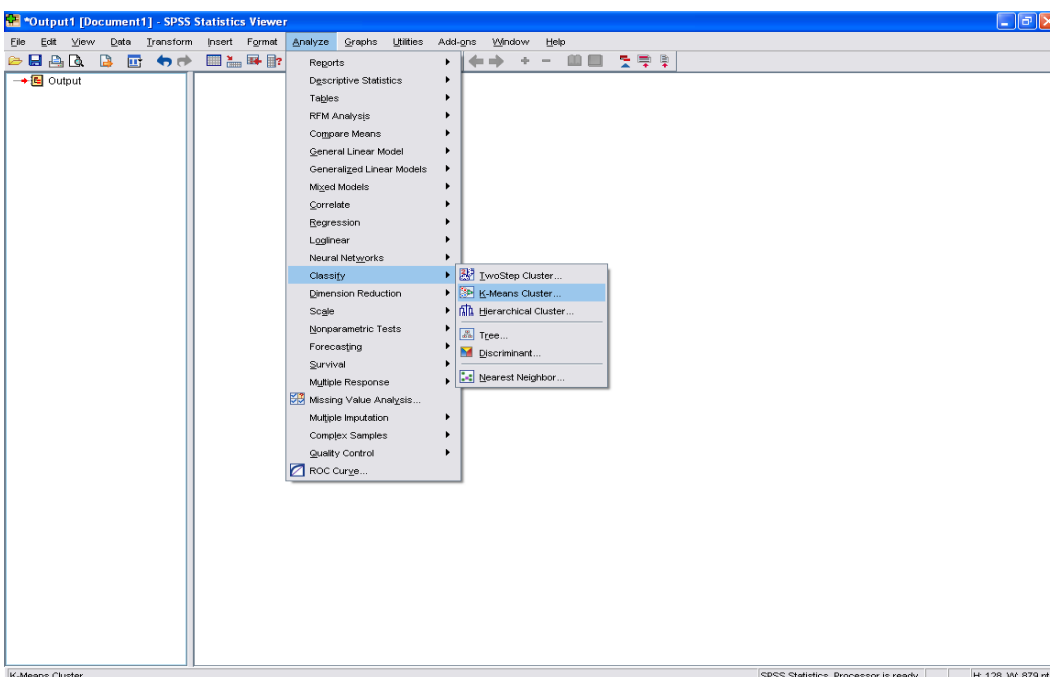 *Output1 [Document1] - SPSS Statistics Viewer
File Edit View Data Transform Insert Format Analyze Graphs Utilities Add-ons Window Help
Output
Reports
Descriptive Statistics
Tables
RFM Analysis
Compare Means
General Linear Model
Generalized Linear Models
Mixed Models
Correlate
Regression
Loglinear
Neural Networks
Classify
Dimension Reduction
Scale
Nonparametric Tests
Forecasting
Survival
Multiple Response
Missing Value Analysis...
Multiple Imputation
Complex Samples
Quality Control
ROC Curve...
TwoStep Cluster...
K-Means Cluster...
Hierarchical Cluster...
Tree...
Discriminant...
Nearest Neighbor...
K-Means Cluster
SPSS Statistics Processor is ready
H: 128, W: 879 pt